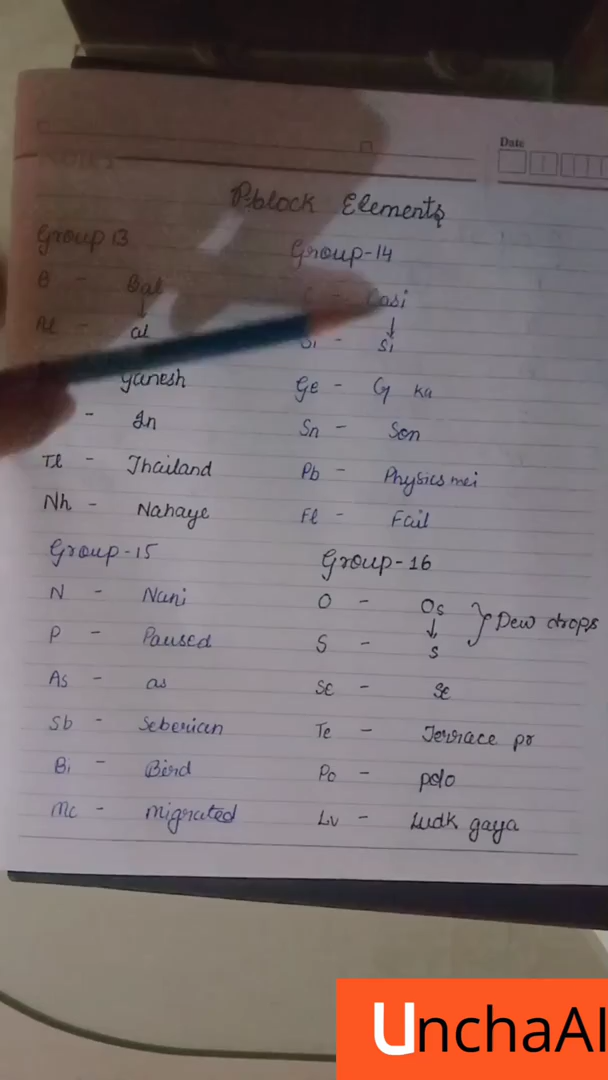 Date
P-block Elements
Group 13
B - Bal
↓
Al - al
yanesh
- In
Tl - Thailand
Nh - Nahaye
Group-14
- Casi
↓
Si - Si
Ge - G ka
Sn - Son
Pb - Physics mei
Fl - Fail
Group-15
N - Nani
P - Paused
As - as
Sb - Seberian
Bi - Bird
Mc - migrated
Group-16
O - Os
↓ } Dew drops
S - s
Se - Se
Te - Terrace pr
Po - polo
Lv - Ludk gaya
UnchaAI